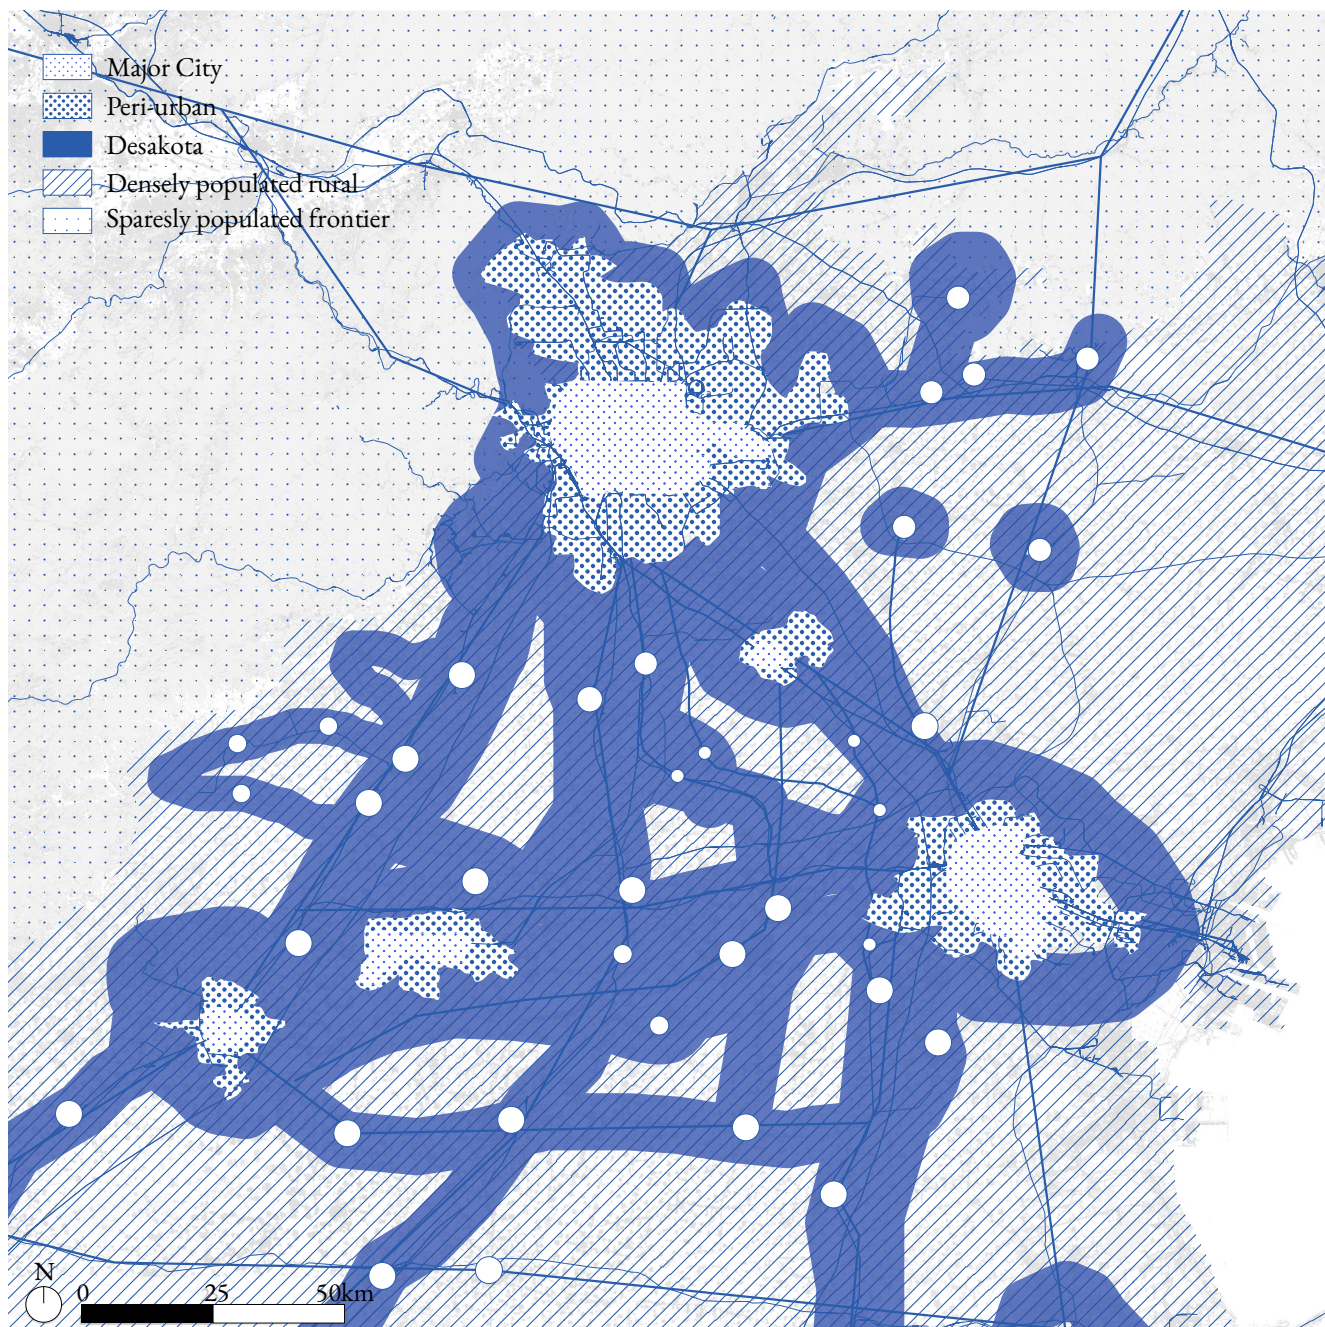 Major City
Peri-urban
Desakota
Densely populated rural
Sparesly populated frontier
N
0 25 50km